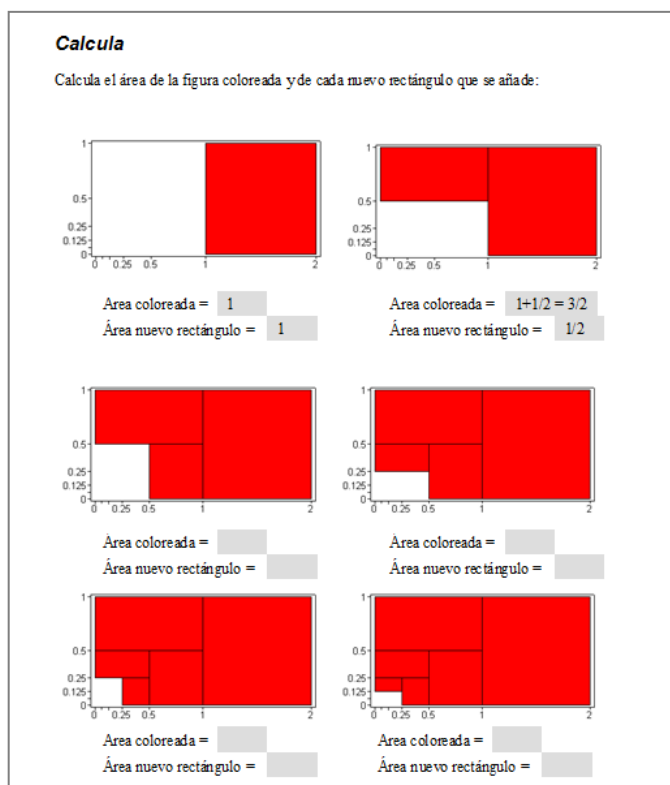 Calcula
Calcula el área de la figura coloreada y de cada nuevo rectángulo que se añade:
1
0.5
0.25
0.125
0
0 0.25 0.5 1 2
1
0.5
0.25
0.125
0
0 0.25 0.5 1 2
Area coloreada = 1
Área nuevo rectángulo = 1
Área coloreada = 1+1/2 = 3/2
Área nuevo rectángulo = 1/2
1
0.5
0.25
0.125
0
0 0.25 0.5 1 2
1
0.5
0.25
0.125
0
0 0.25 0.5 1 2
Área coloreada =
Área nuevo rectángulo =
Área coloreada =
Área nuevo rectángulo =
1
0.5
0.25
0.125
0
0 0.25 0.5 1 2
1
0.5
0.25
0.125
0
0 0.25 0.5 1 2
Area coloreada =
Área nuevo rectángulo =
Area coloreada =
Área nuevo rectángulo =